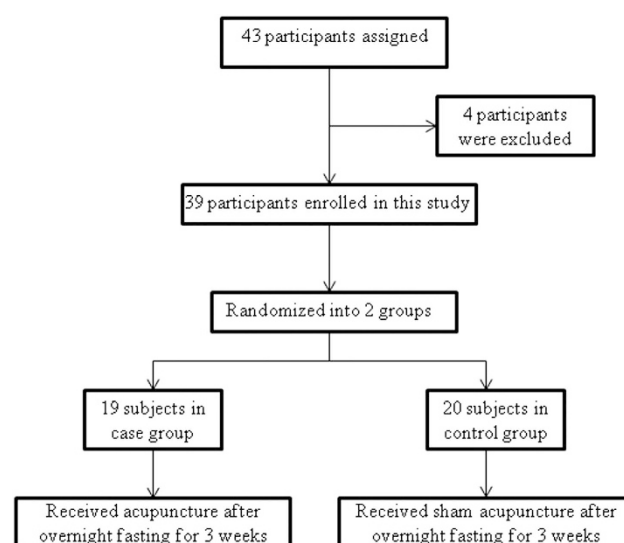 43 participants assigned
4 participants
were excluded
39 participants enrolled in this study
Randomized into 2 groups
19 subjects in
case group
20 subjects in
control group
Received acupuncture after
overnight fasting for 3 weeks
Received sham acupuncture after
overnight fasting for 3 weeks